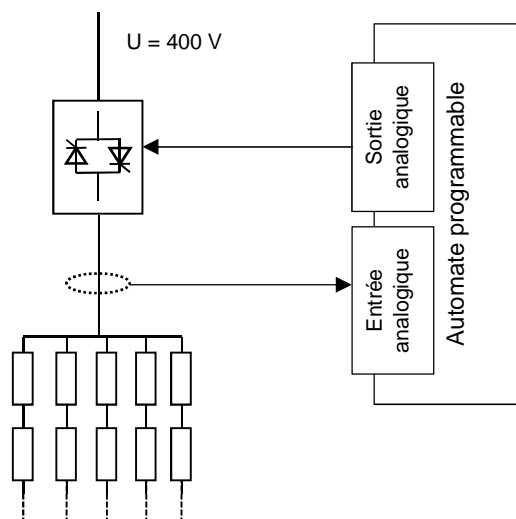 U = 400 V
Sortie
analogique
Entrée
analogique
Automate programmable